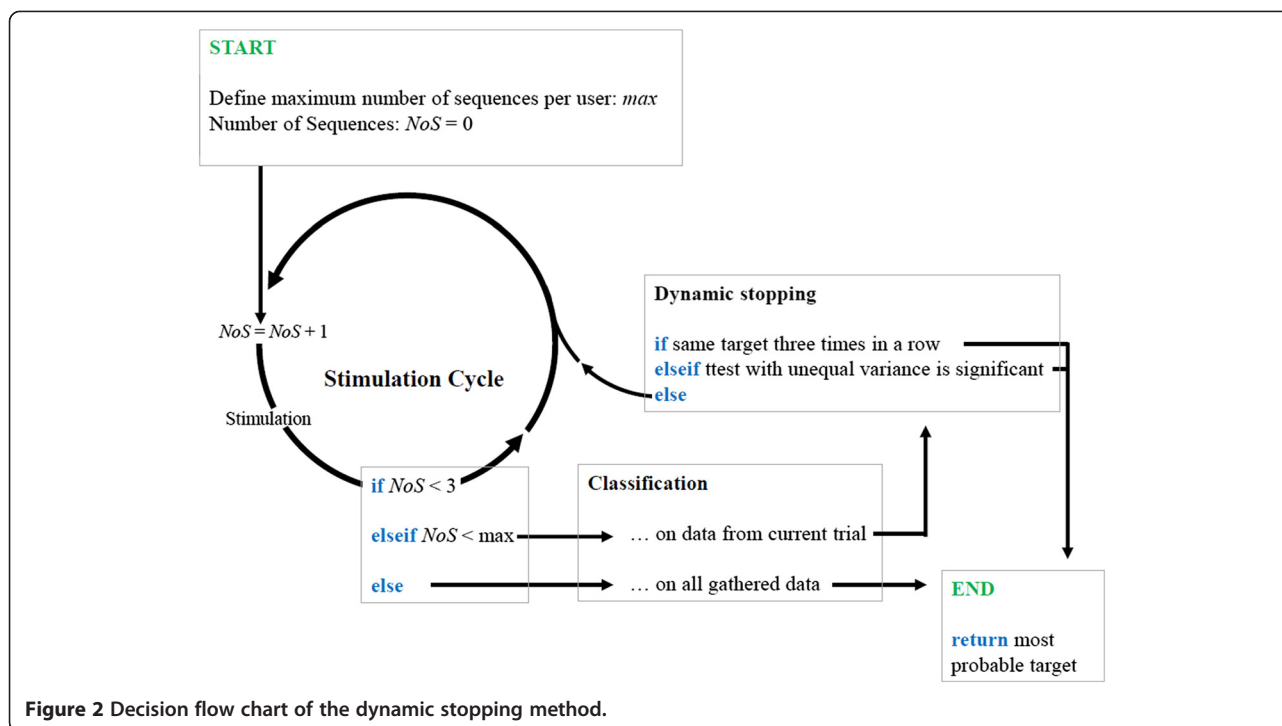 START
Define maximum number of sequences per user: max
Number of Sequences: NoS = 0
NoS = NoS + 1
Stimulation Cycle
Stimulation
if NoS < 3
elseif NoS < max
else
Classification
... on data from current trial
... on all gathered data
Dynamic stopping
if same target three times in a row
elseif ttest with unequal variance is significant
else
END
return most
probable target
Figure 2 Decision flow chart of the dynamic stopping method.